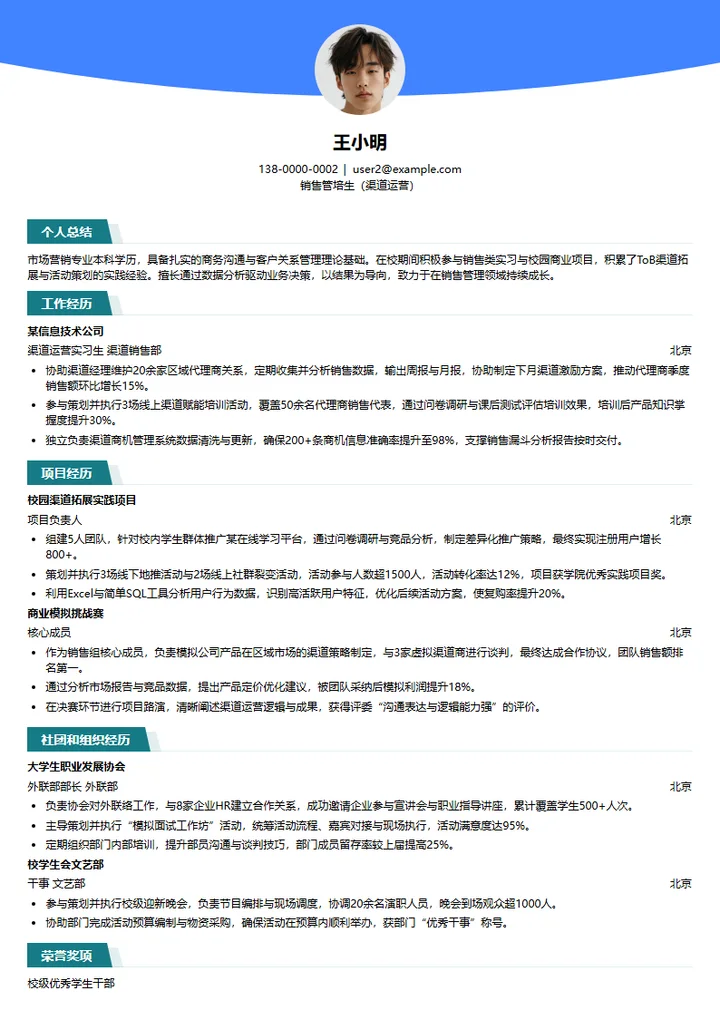 王小明
138-0000-0002 | user2@example.com
销售管培生（渠道运营）
个人总结
市场营销专业本科学历，具备扎实的商务沟通与客户关系管理理论基础。在校期间积极参与销售类实习与校园商业项目，积累了ToB渠道拓
展与活动策划的实践经验。擅长通过数据分析驱动业务决策，以结果为导向，致力于在销售管理领域持续成长。
工作经历
某信息技术公司
渠道运营实习生 渠道销售部 北京
• 协助渠道经理维护20余家区域代理商关系，定期收集并分析销售数据，输出周报与月报，协助制定下月渠道激励方案，推动代理商季度
销售额环比增长15%。
• 参与策划并执行3场线上渠道赋能培训活动，覆盖50余名代理商销售代表，通过问卷调研与课后测试评估培训效果，培训后产品知识掌
握度提升30%。
• 独立负责渠道商机管理系统数据清洗与更新，确保200+条商机信息准确率提升至98%，支撑销售漏斗分析报告按时交付。
项目经历
校园渠道拓展实践项目
项目负责人 北京
• 组建5人团队，针对校内学生群体推广某在线学习平台，通过问卷调研与竞品分析，制定差异化推广策略，最终实现注册用户增长
800+。
• 策划并执行3场线下地推活动与2场线上社群裂变活动，活动参与人数超1500人，活动转化率达12%，项目获学院优秀实践项目奖。
• 利用Excel与简单SQL工具分析用户行为数据，识别高活跃用户特征，优化后续活动方案，使复购率提升20%。
商业模拟挑战赛
核心成员 北京
• 作为销售组核心成员，负责模拟公司产品在区域市场的渠道策略制定，与3家虚拟渠道商进行谈判，最终达成合作协议，团队销售额排
名第一。
• 通过分析市场报告与竞品数据，提出产品定价优化建议，被团队采纳后模拟利润提升18%。
• 在决赛环节进行项目路演，清晰阐述渠道运营逻辑与成果，获得评委“沟通表达与逻辑能力强”的评价。
社团和组织经历
大学生职业发展协会
外联部部长 外联部 北京
• 负责协会对外联络工作，与8家企业HR建立合作关系，成功邀请企业参与宣讲会与职业指导讲座，累计覆盖学生500+人次。
• 主导策划并执行“模拟面试工作坊”活动，统筹活动流程、嘉宾对接与现场执行，活动满意度达95%。
• 定期组织部门内部培训，提升部员沟通与谈判技巧，部门成员留存率较上届提高25%。
校学生会文艺部
干事 文艺部 北京
• 参与策划并执行校级迎新晚会，负责节目编排与现场调度，协调20余名演职人员，晚会到场观众超1000人。
• 协助部门完成活动预算编制与物资采购，确保活动在预算内顺利举办，获部门“优秀干事”称号。
荣誉奖项
校级优秀学生干部